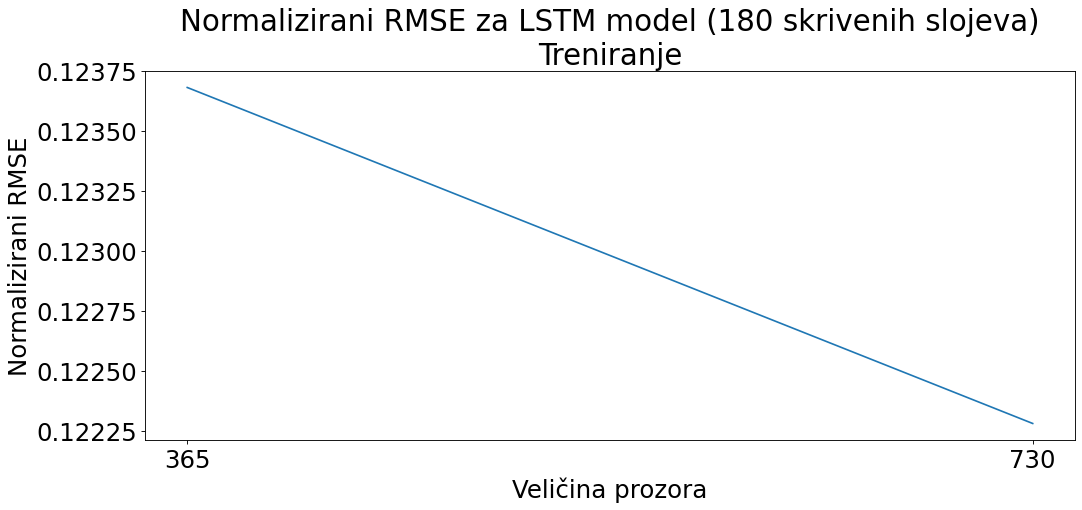 Normalizirani RMSE za LSTM model (180 skrivenih slojeva)
Treniranje
Normalizirani RMSE
0.12375
0.12350
0.12325
0.12300
0.12275
0.12250
0.12225
365
730
Veličina prozora